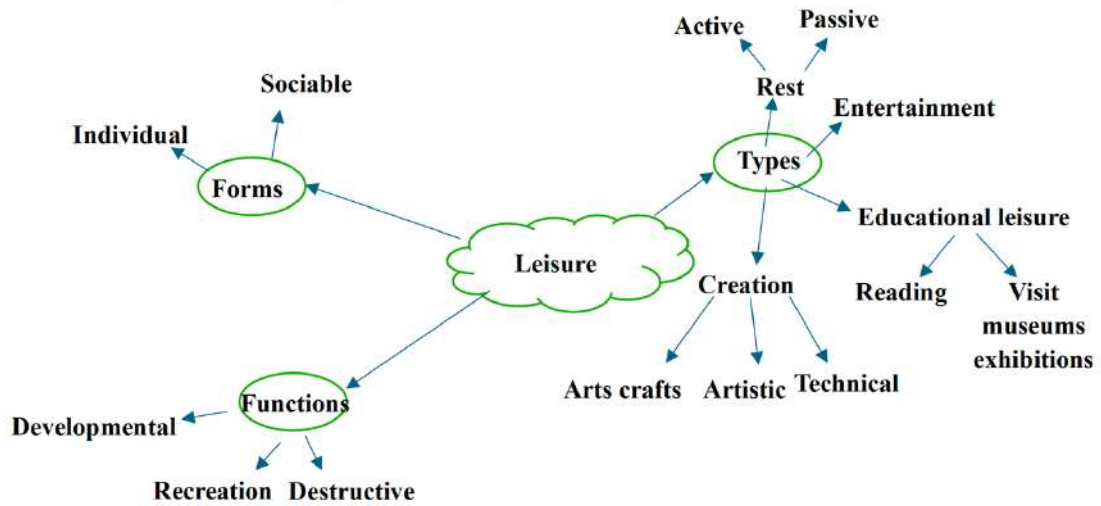 Active
Passive
Rest
Sociable
Entertainment
Individual
Types
Forms
Educational leisure
Leisure
Creation
Reading
Visit
museums
exhibitions
Arts crafts
Artistic
Technical
Functions
Developmental
Recreation
Destructive